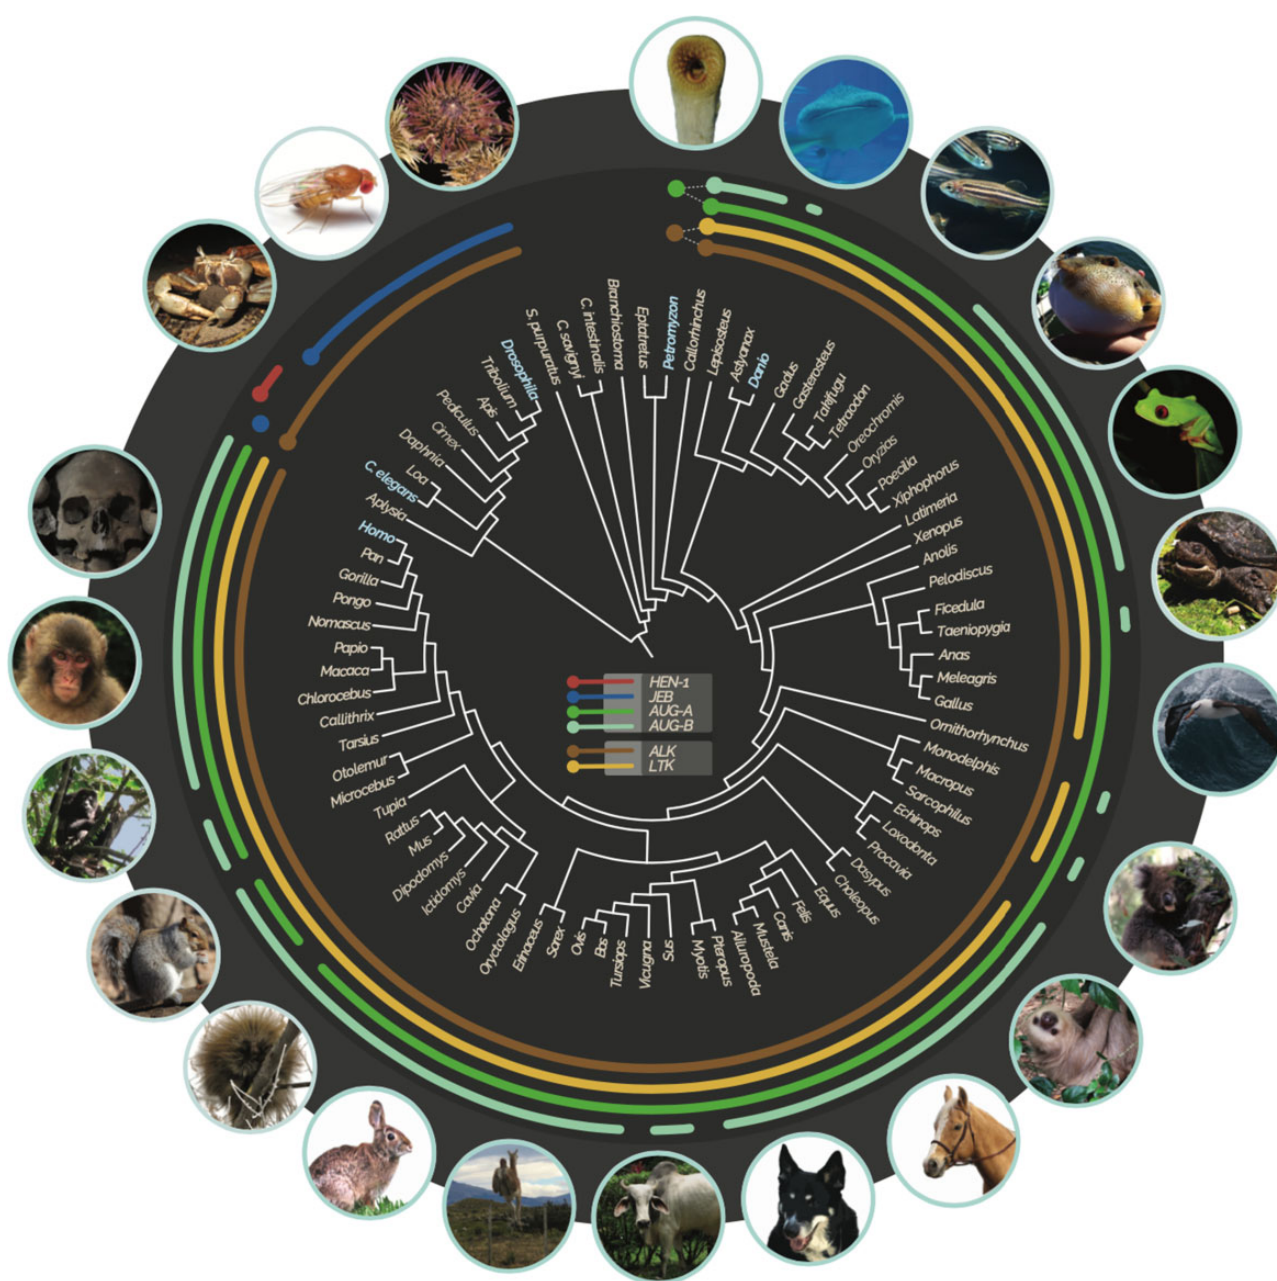 Aplysia
C. elegans
Loa
Daphnia
Cimex
Pediculus
Apis
Tribolium
Drosophila
S. purpuratus
C. savignyi
C. intestinalis
Branchiostoma
Eptatretus
Petromyzon
Callorhinchus
Lepisosteus
Astyanax
Danio
Gadus
Gasterosteus
Takifugu
Tetraodon
Oreochromis
Oryzias
Poecilia
Xiphophorus
Latimeria
Xenopus
Anolis
Pelodiscus
Ficedula
Taeniopygia
Anas
Meleagris
Gallus
Ornithorhynchus
Monodelphis
Macropus
Sarcophilus
Echinops
Loxodonta
Procavia
Dasypus
Choleopus
Equus
Felis
Canis
Mustela
Ailuropoda
Pteropus
Myotis
Sus
Vicugna
Tursiops
Bos
Ovis
Sorex
Erinaceus
Oryctolagus
Ochotona
Cavia
Ictidomys
Dipodomys
Mus
Rattus
Tupia
Microcebus
Otolemur
Tarsius
Callithrix
Chlorocebus
Macaca
Papio
Nomascus
Pongo
Gorilla
Pan
Homo
HEN-1
JEB
AUG-A
AUG-B
ALK
LTK